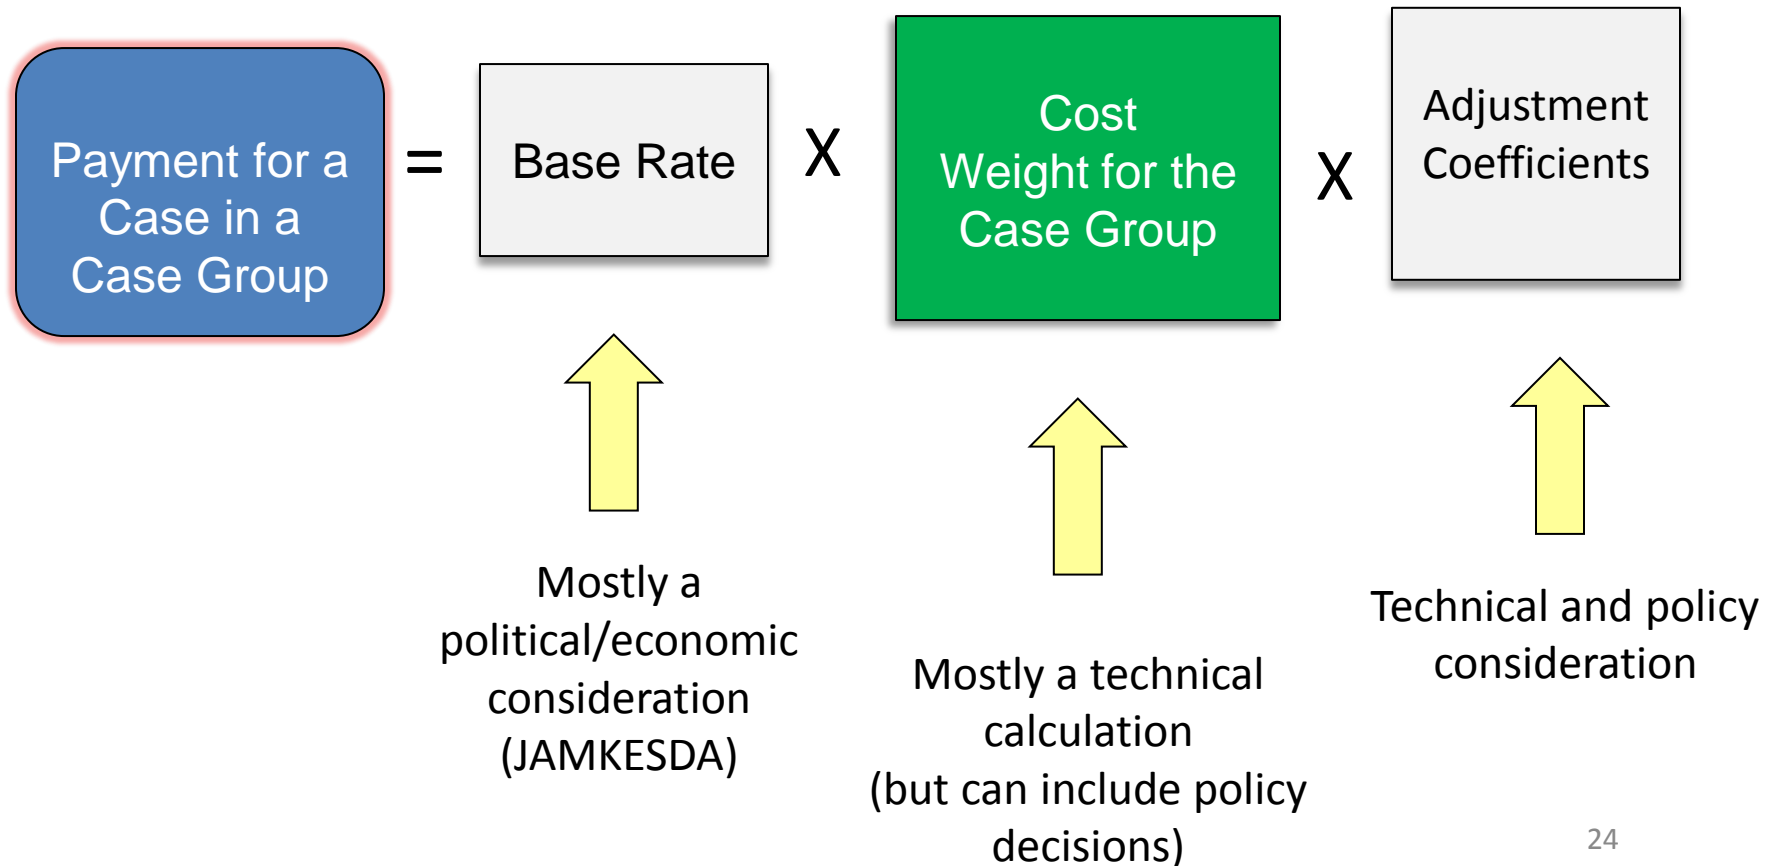 Payment for a
Case in a
Case Group
=
Base Rate
X
Cost
Weight for the
Case Group
X
Adjustment
Coefficients
Mostly a
political/economic
consideration
(JAMKESDA)
Mostly a technical
calculation
(but can include policy
decisions)
Technical and policy
consideration
24